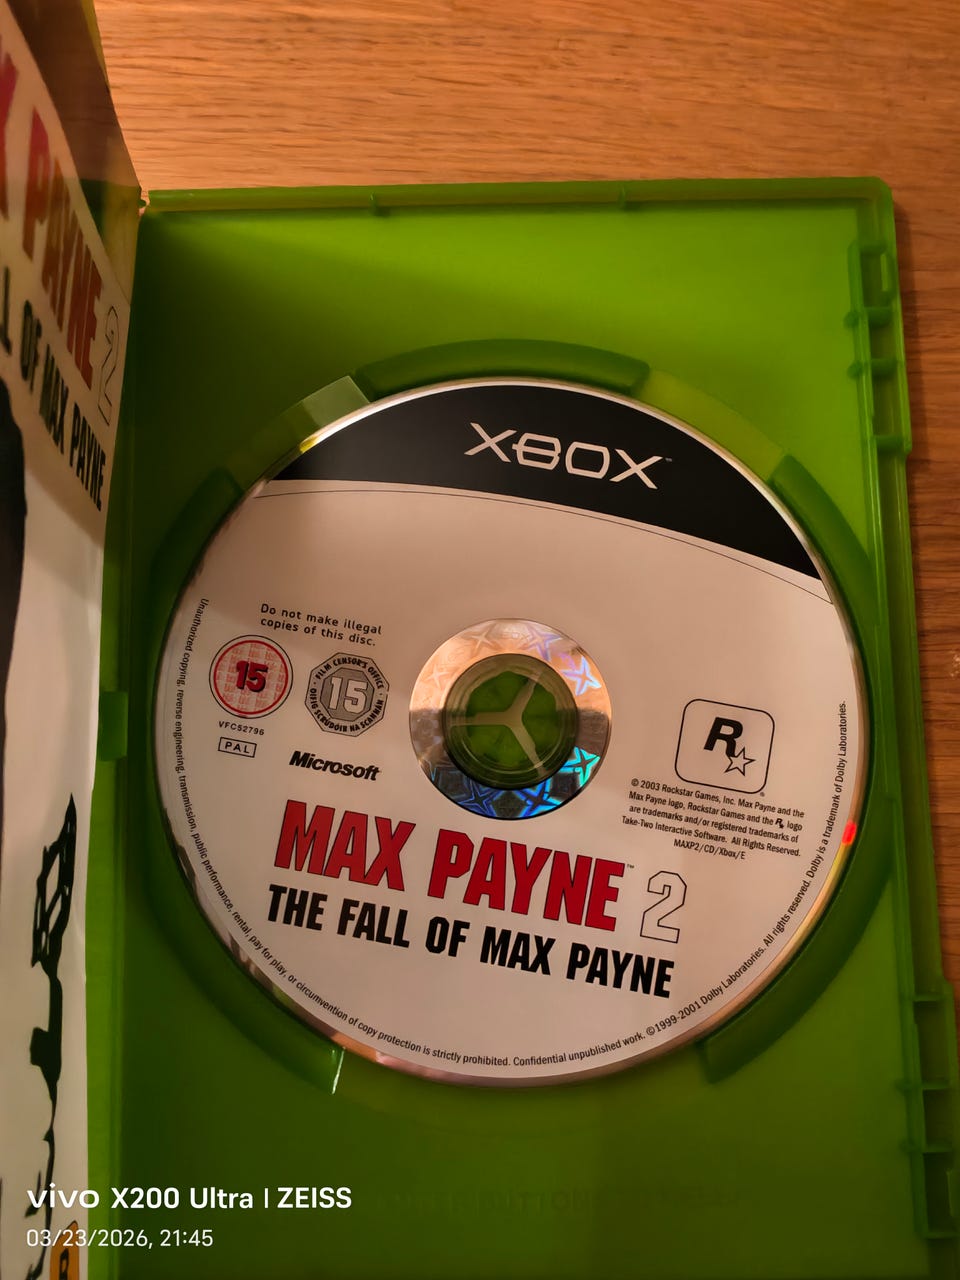 PAYNE 2
OF MAX PAYNE
XBOX™
Do not make illegal
copies of this disc.
15
VFC52796
PAL
FILM CENSOR'S OFFICE
15
OIFIG SCRÚDÓIR NA SCANNÁN
Microsoft
R
© 2003 Rockstar Games, Inc. Max Payne and the
Max Payne logo, Rockstar Games and the R logo
are trademarks and/or registered trademarks of
Take-Two Interactive Software. All Rights Reserved.
MAXP2/CD/Xbox/E
MAX PAYNE™ 2
THE FALL OF MAX PAYNE
Unauthorized copying, reverse engineering, transmission, public performance, rental, pay for play, or circumvention of copy protection is strictly prohibited. Confidential unpublished work. ©1999-2001 Dolby Laboratories. All rights reserved. Dolby is a trademark of Dolby Laboratories.
vivo X200 Ultra | ZEISS
03/23/2026, 21:45